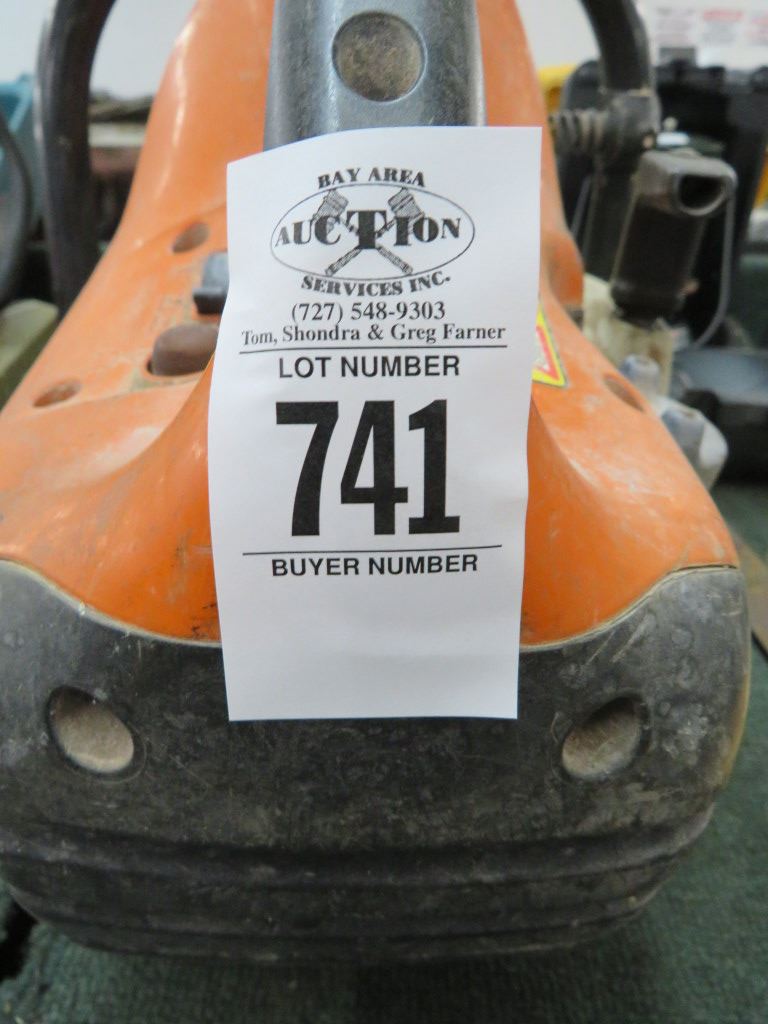 BAY AREA
AUCTION
SERVICES INC.
(727) 548-9303
Tom, Shondra & Greg Farner
LOT NUMBER
741
BUYER NUMBER